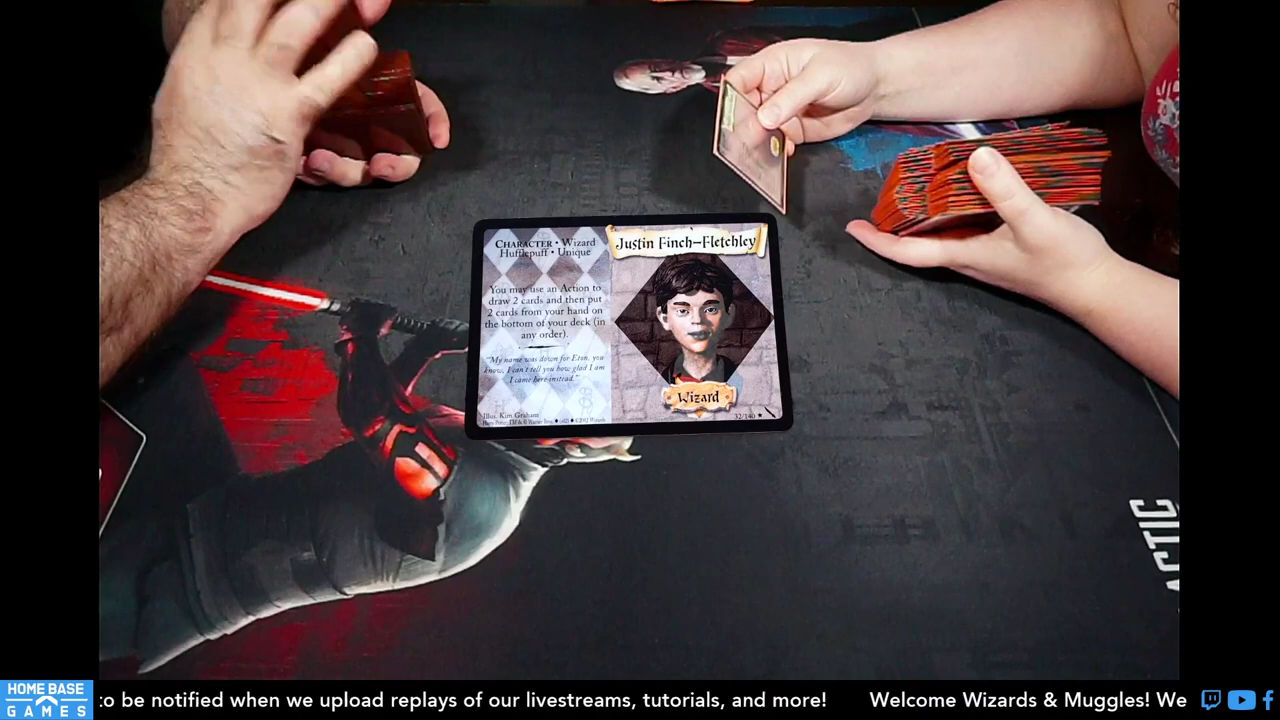 CHARACTER • Wizard
Hufflepuff • Unique
You may use an Action to
draw 2 cards and then put
2 cards from your hand on
the bottom of your deck (in
any order).
"My name was down for Eton, you
know, I can't tell you how glad I am
I came here instead."
Illus. Kim Graham
Justin Finch–Fletchley
Wizard
32/140
ACTIC
HOME BASE
GAMES
to be notified when we upload replays of our livestreams, tutorials, and more! Welcome Wizards & Muggles! We